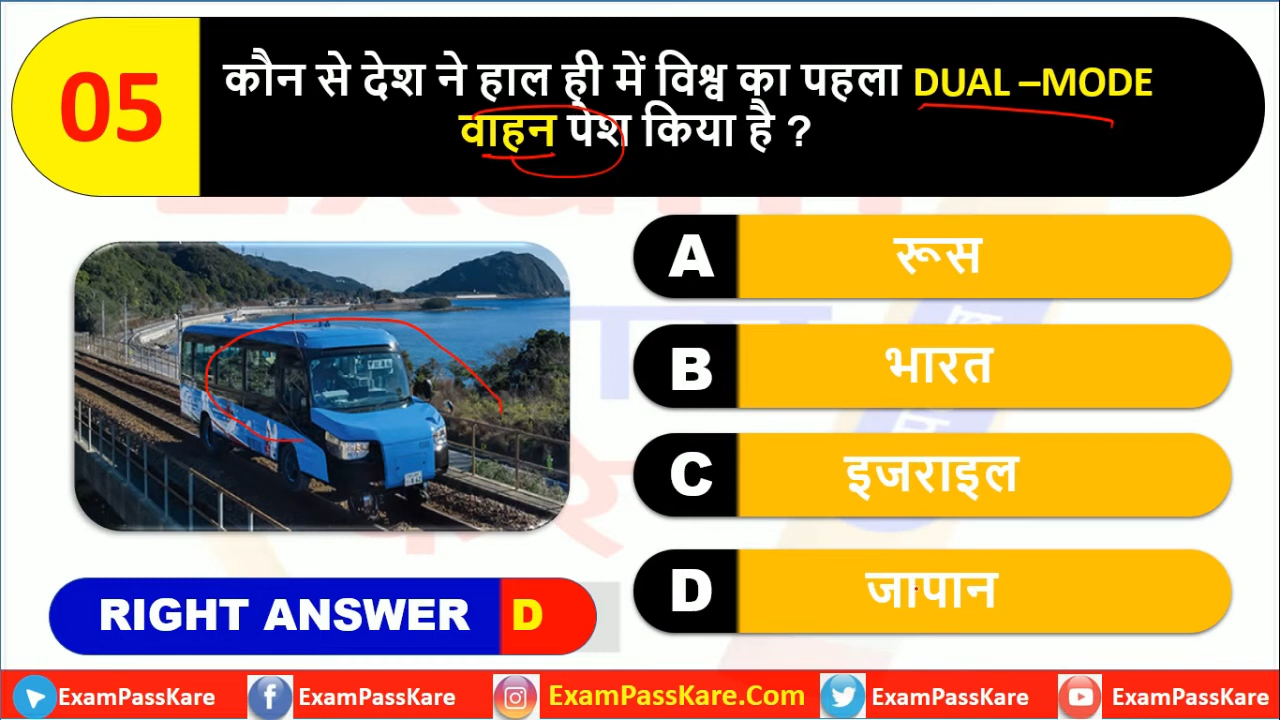 05
कौन से देश ने हाल ही में विश्व का पहला DUAL –MODE
वाहन पेश किया है ?
A रूस
B भारत
C इजराइल
D जापान
RIGHT ANSWER D
ExamPassKare ExamPassKare ExamPassKare.Com ExamPassKare ExamPassKare